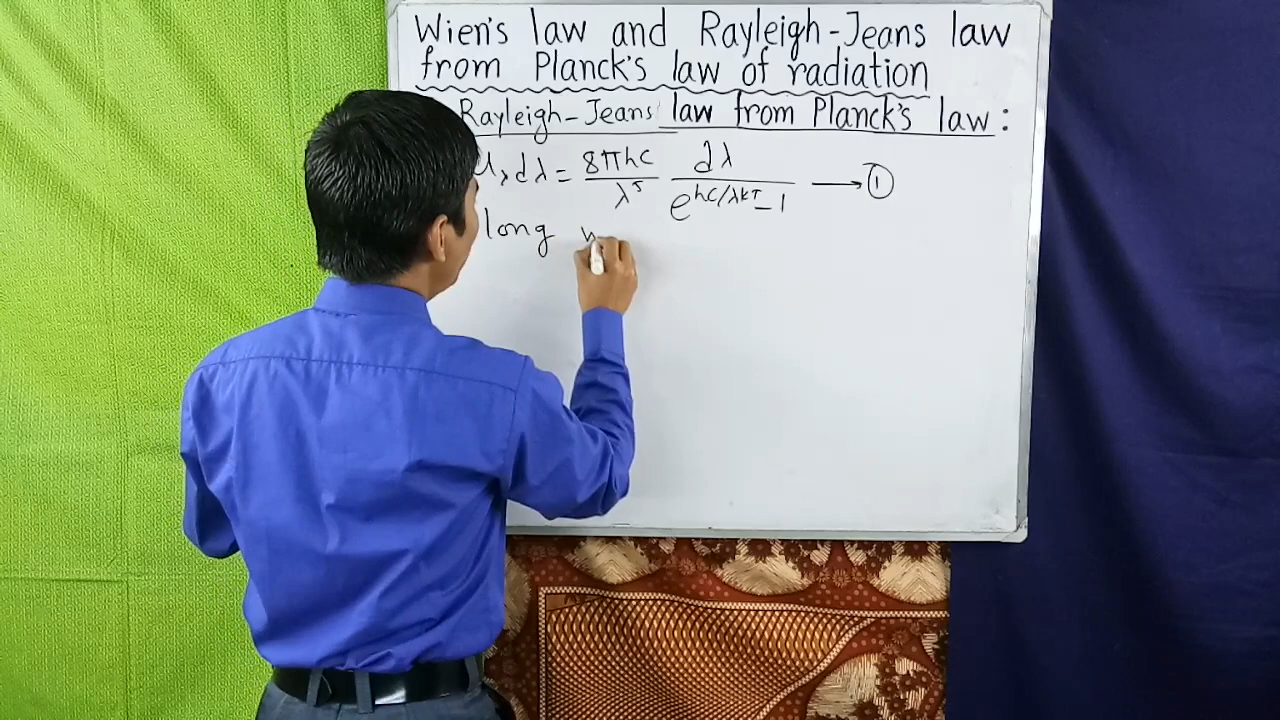 Wien's law and Rayleigh-Jeans law
from Planck's law of radiation
Rayleigh-Jeans law from Planck's law:
u_λ dλ = 8πhc/λ⁵ dλ/(e^(hc/λkT) - 1) → ①
long w